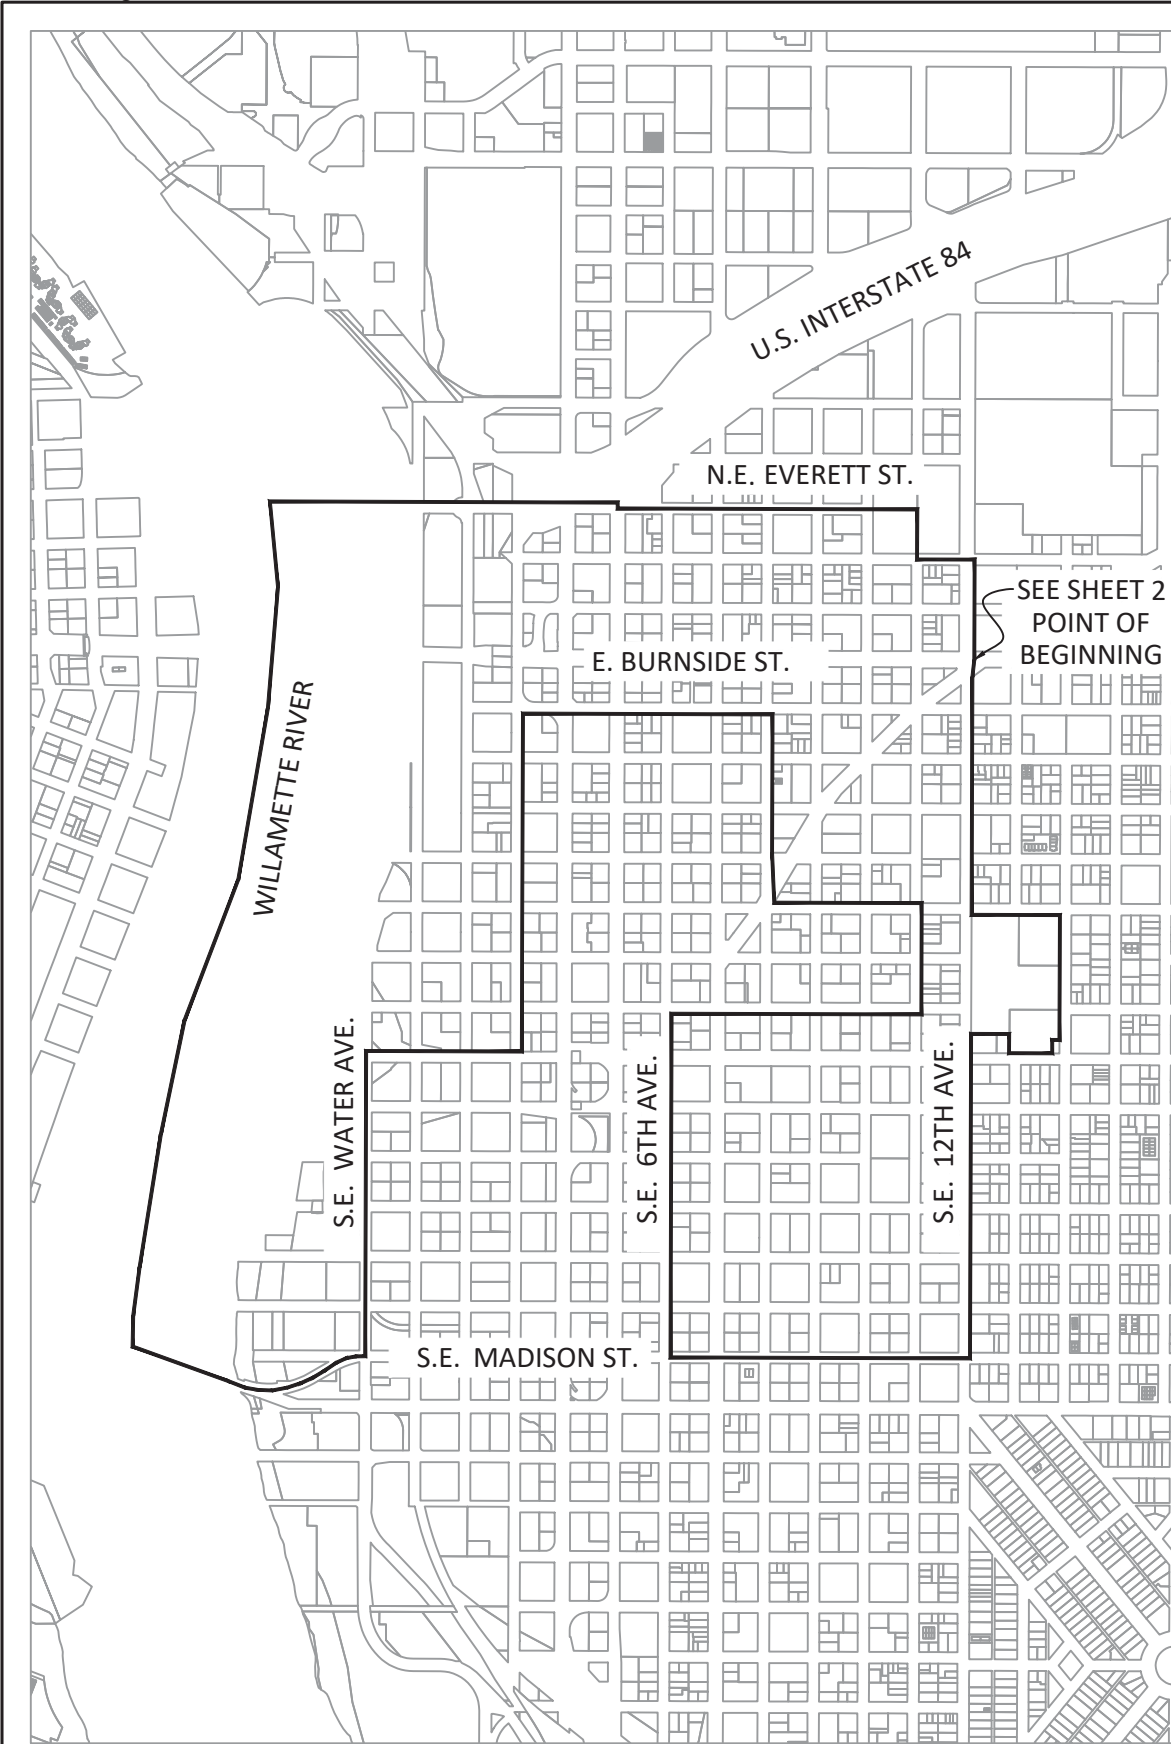 U.S. INTERSTATE 84
N.E. EVERETT ST.
SEE SHEET 2
POINT OF
BEGINNING
E. BURNSIDE ST.
WILLAMETTE RIVER
S.E. WATER AVE.
S.E. 6TH AVE.
S.E. 12TH AVE.
S.E. MADISON ST.